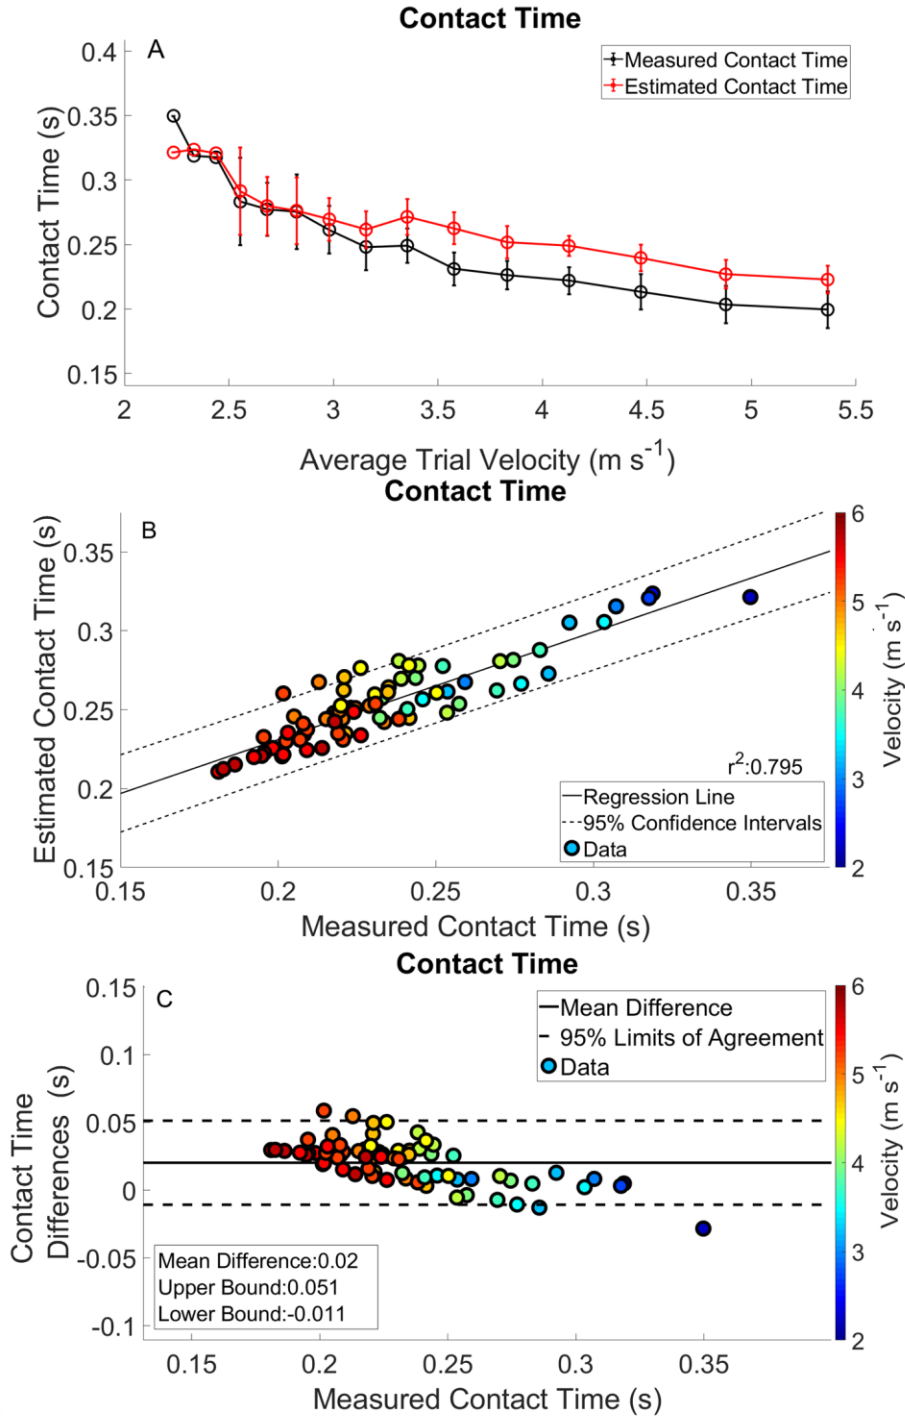 Contact Time
A
Measured Contact Time
Estimated Contact Time
0.4
0.35
0.3
0.25
0.2
0.15
Contact Time (s)
2 2.5 3 3.5 4 4.5 5 5.5
Average Trial Velocity (m s-1)
Contact Time
B
0.35
0.3
0.25
0.2
0.15
Estimated Contact Time (s)
r2:0.795
Regression Line
95% Confidence Intervals
Data
0.15 0.2 0.25 0.3 0.35
Measured Contact Time (s)
6
5
4
3
2
Velocity (m s-1)
Contact Time
C
Mean Difference
95% Limits of Agreement
Data
0.15
0.1
0.05
0
-0.05
-0.1
Contact Time
Differences (s)
Mean Difference:0.02
Upper Bound:0.051
Lower Bound:-0.011
0.15 0.2 0.25 0.3 0.35
Measured Contact Time (s)
6
5
4
3
2
Velocity (m s-1)